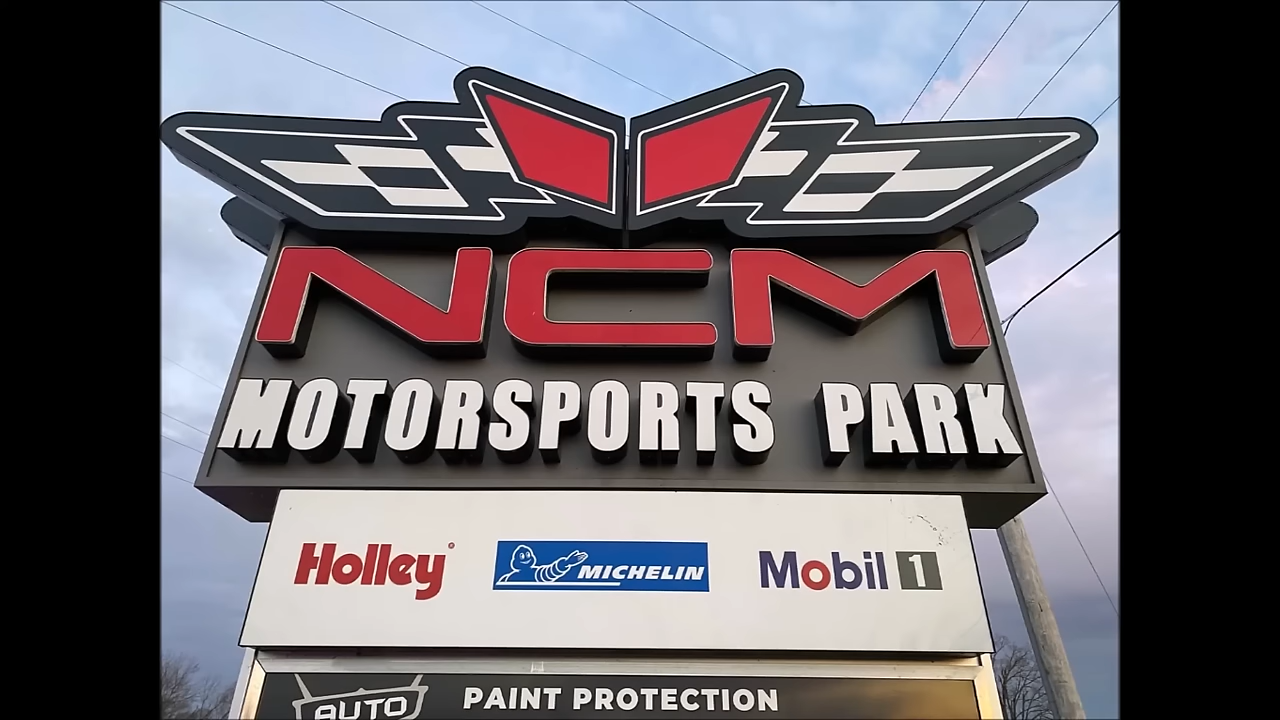 NCM
MOTORSPORTS PARK
Holley®
MICHELIN
Mobil 1
AUTO
PAINT PROTECTION